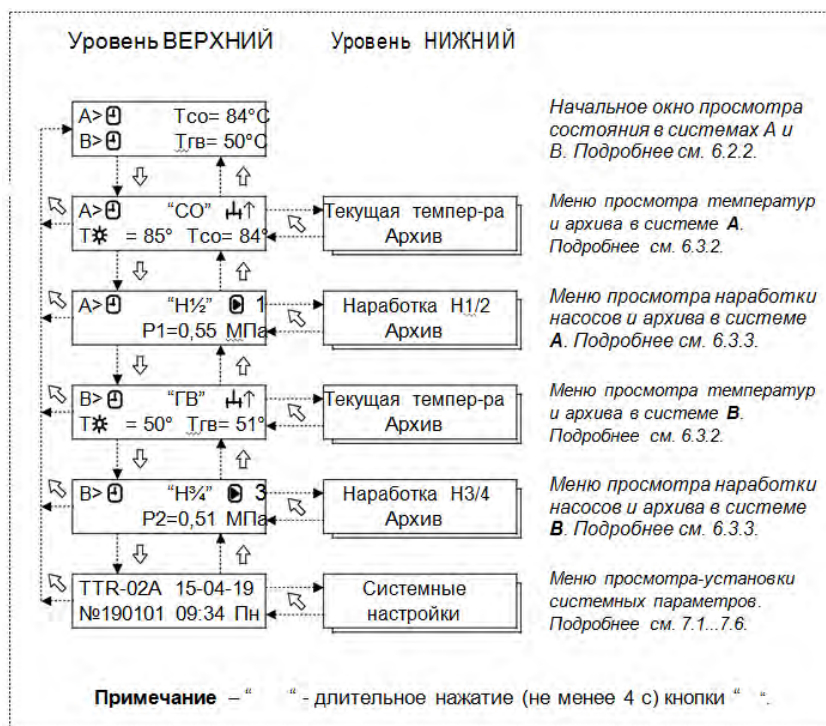 Уровень ВЕРХНИЙ
Уровень НИЖНИЙ
A> Tco= 84°C
B> Тгв= 50°C
Начальное окно просмотра
состояния в системах А и
В. Подробнее см. 6.2.2.
A> “СО” ↑
T = 85° Tco= 84°
Текущая темпер-ра
Архив
Меню просмотра температур
и архива в системе А.
Подробнее см. 6.3.2.
A> “Н½” 1
P1=0,55 МПа
Наработка Н1/2
Архив
Меню просмотра наработки
насосов и архива в системе
А. Подробнее см. 6.3.3.
B> “ГВ” ↑
T = 50° Тгв= 51°
Текущая темпер-ра
Архив
Меню просмотра температур
и архива в системе В.
Подробнее см. 6.3.2.
B> “Н¾” 3
P2=0,51 МПа
Наработка Н3/4
Архив
Меню просмотра наработки
насосов и архива в системе
В. Подробнее см. 6.3.3.
TTR-02A 15-04-19
№190101 09:34 Пн
Системные
настройки
Меню просмотра-установки
системных параметров.
Подробнее см. 7.1...7.6.
Примечание – “ “ - длительное нажатие (не менее 4 с) кнопки “ “.